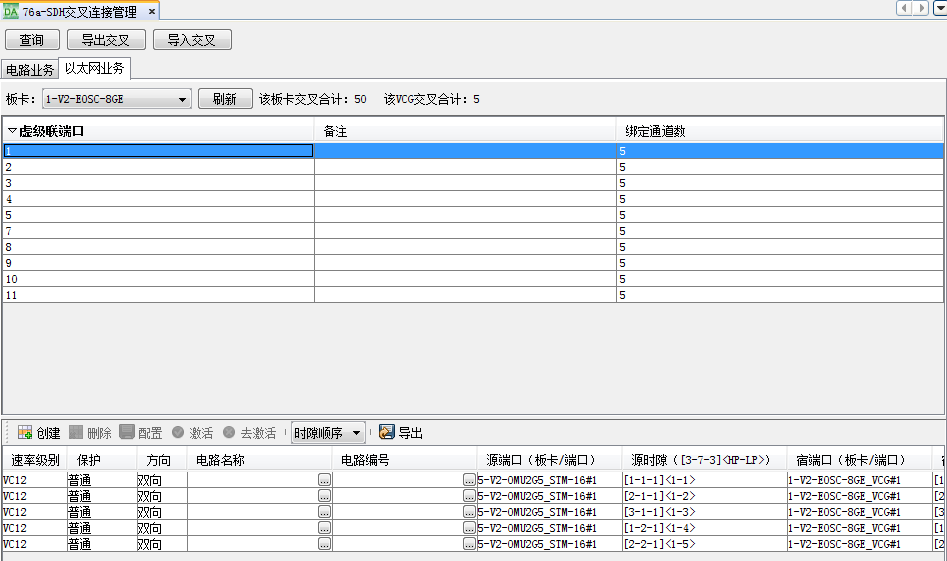 DA 76a-SDH交叉连接管理 ×
查询 导出交叉 导入交叉
电路业务 以太网业务
板卡: 1-V2-EOSC-8GE 刷新 该板卡交叉合计: 50 该VCG交叉合计: 5
虚级联端口 备注 绑定通道数
1 5
2 5
3 5
4 5
5 5
7 5
8 5
9 5
10 5
11 5
创建 删除 配置 激活 去激活 时隙顺序 导出
速率级别 保护 方向 电路名称 电路编号 源端口（板卡/端口） 源时隙（[3-7-3]<HP-LP>） 宿端口（板卡/端口）
VC12 普通 双向 ... ... 5-V2-OMU2G5_STM-16#1 [1-1-1]<1-1> 1-V2-EOSC-8GE_VCG#1 [1
VC12 普通 双向 ... ... 5-V2-OMU2G5_STM-16#1 [2-1-1]<1-2> 1-V2-EOSC-8GE_VCG#1 [2
VC12 普通 双向 ... ... 5-V2-OMU2G5_STM-16#1 [3-1-1]<1-3> 1-V2-EOSC-8GE_VCG#1 [3
VC12 普通 双向 ... ... 5-V2-OMU2G5_STM-16#1 [1-2-1]<1-4> 1-V2-EOSC-8GE_VCG#1 [1
VC12 普通 双向 ... ... 5-V2-OMU2G5_STM-16#1 [2-2-1]<1-5> 1-V2-EOSC-8GE_VCG#1 [2